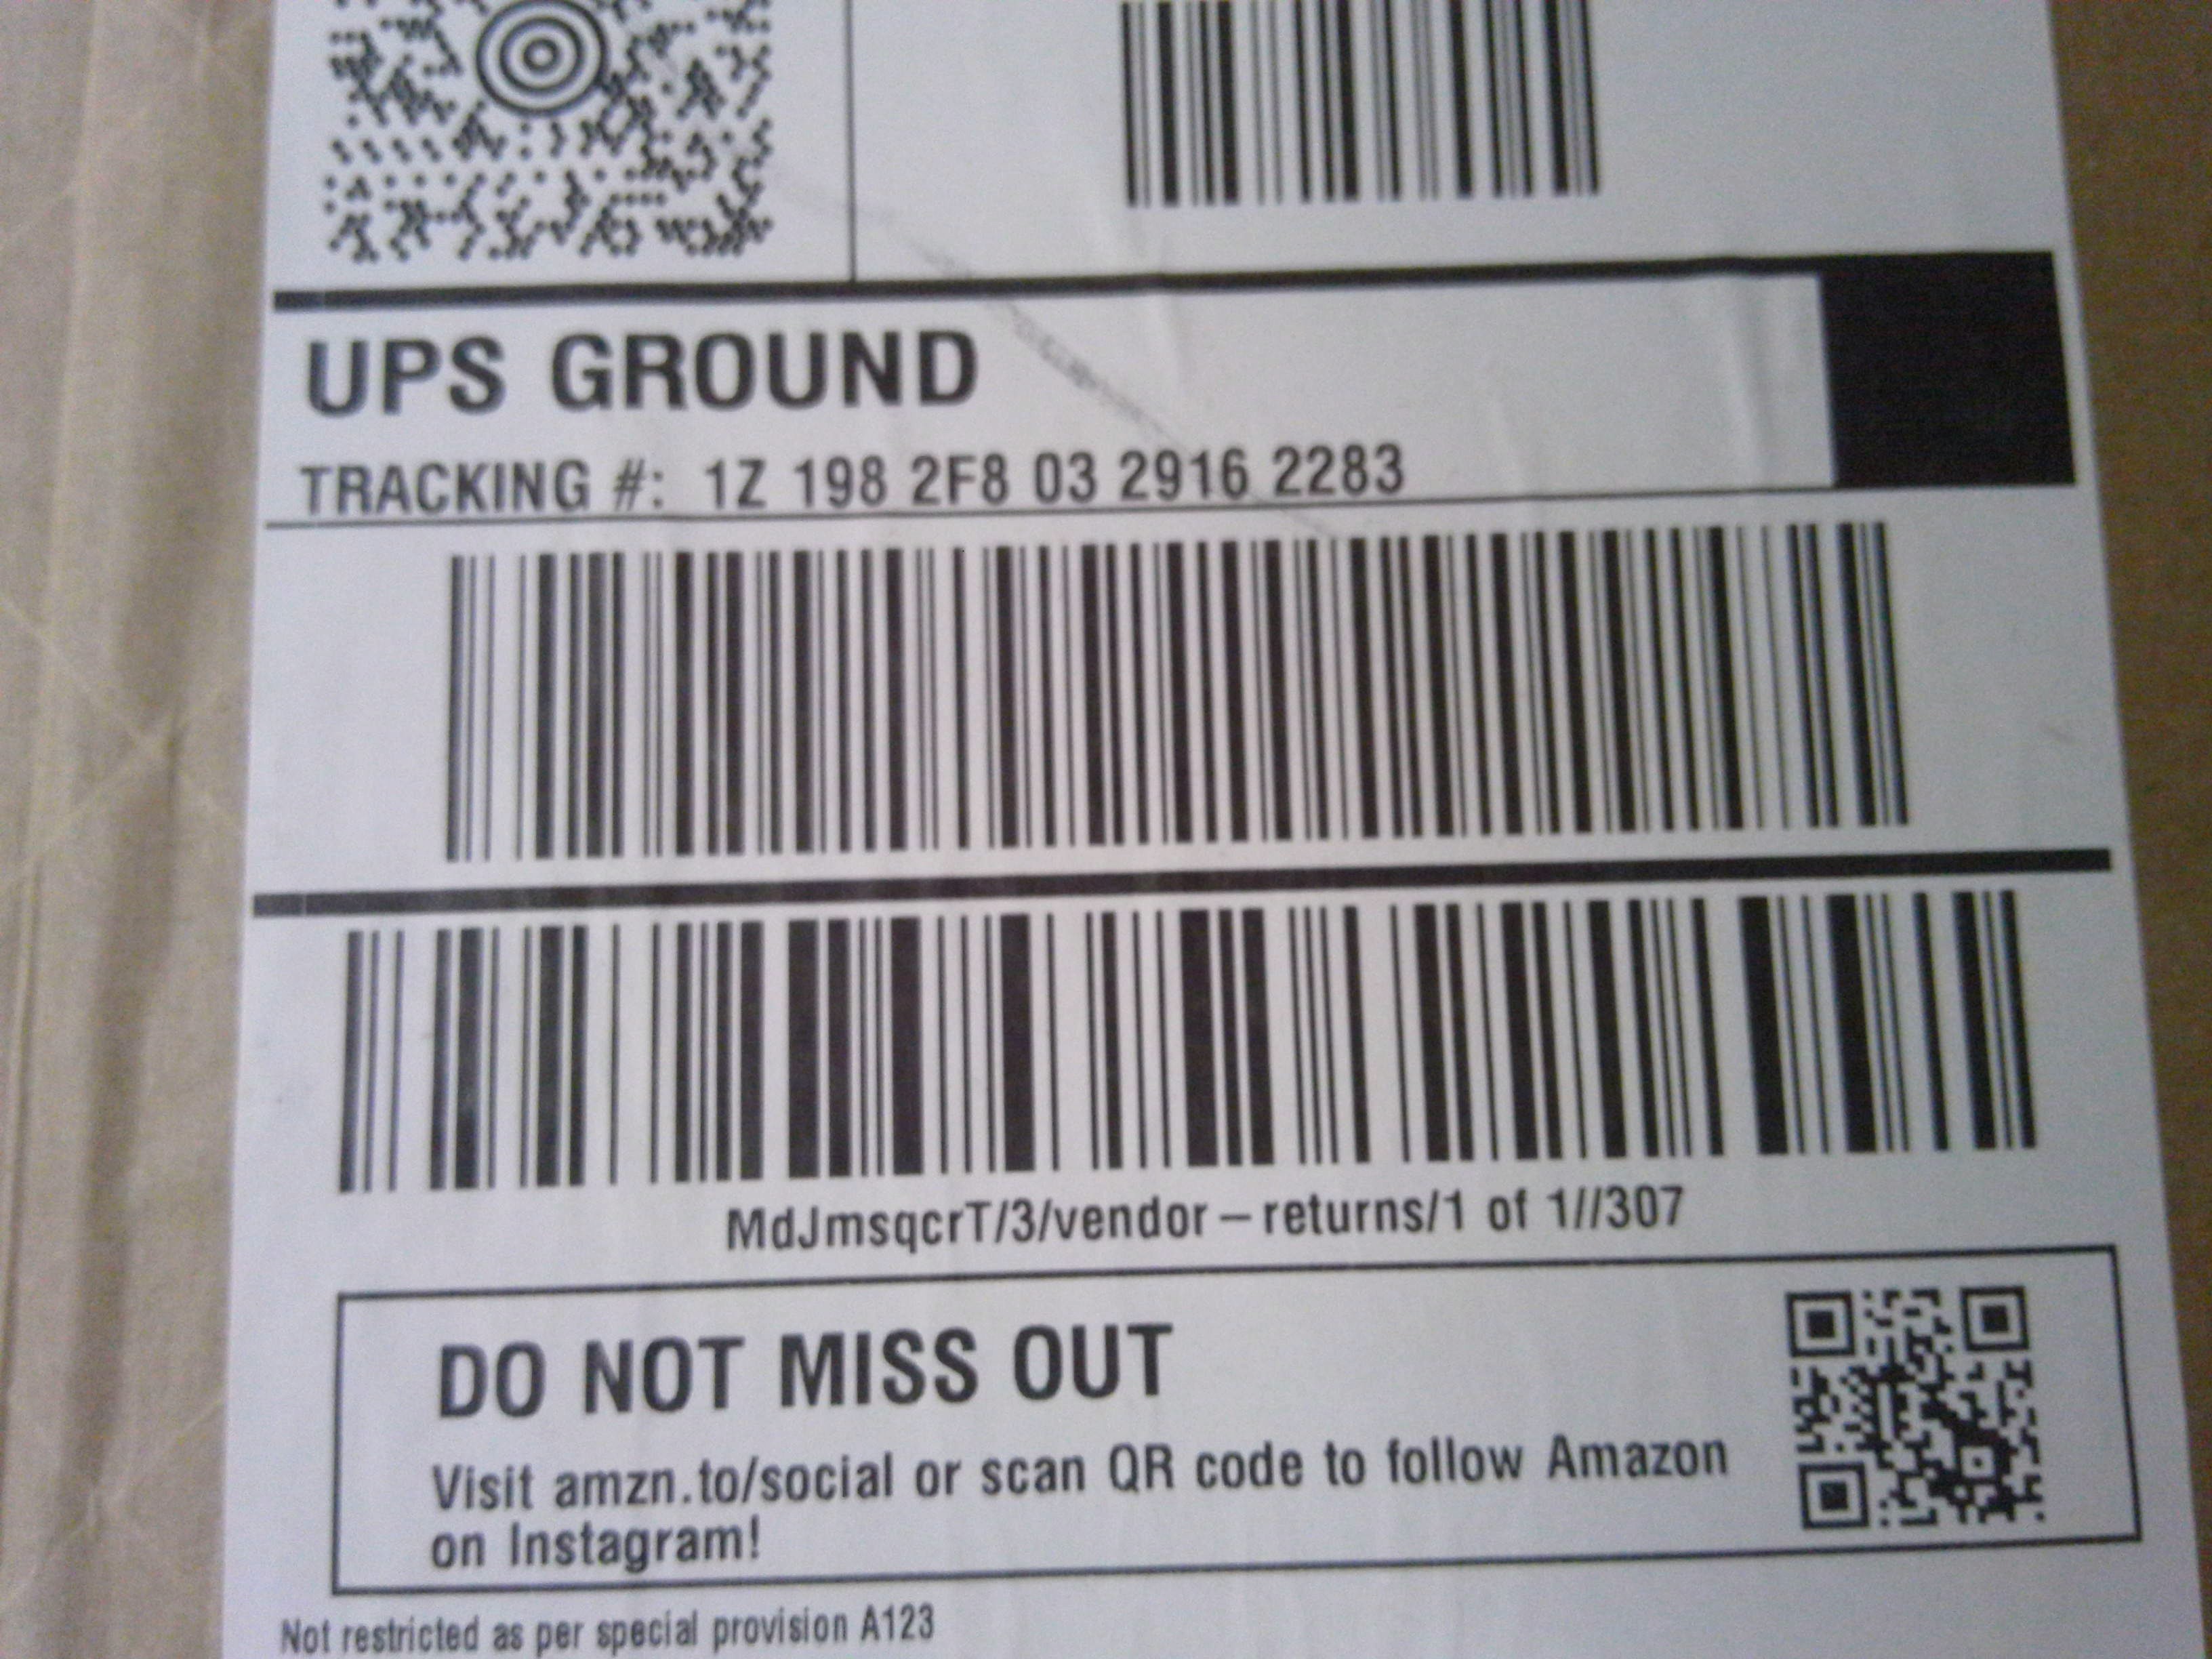 UPS GROUND
TRACKING #: 1Z 198 2F8 03 2916 2283
MdJmsqcrT/3/vendor-returns/1 of 1//307
DO NOT MISS OUT
Visit amzn.to/social or scan QR code to follow Amazon
on Instagram!
Not restricted as per special provision A123